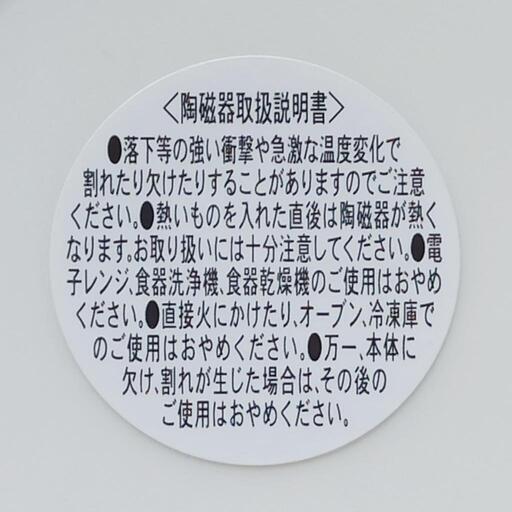 〈陶磁器取扱説明書〉
●落下等の強い衝撃や急激な温度変化で
割れたり欠けたりすることがありますのでご注意
ください。●熱いものを入れた直後は陶磁器が熱く
なります。お取り扱いには十分注意してください。●電
子レンジ、食器洗浄機、食器乾燥機のご使用はおやめ
ください。●直接火にかけたり、オーブン、冷凍庫で
のご使用はおやめください。●万一、本体に
欠け、割れが生じた場合は、その後の
ご使用はおやめください。